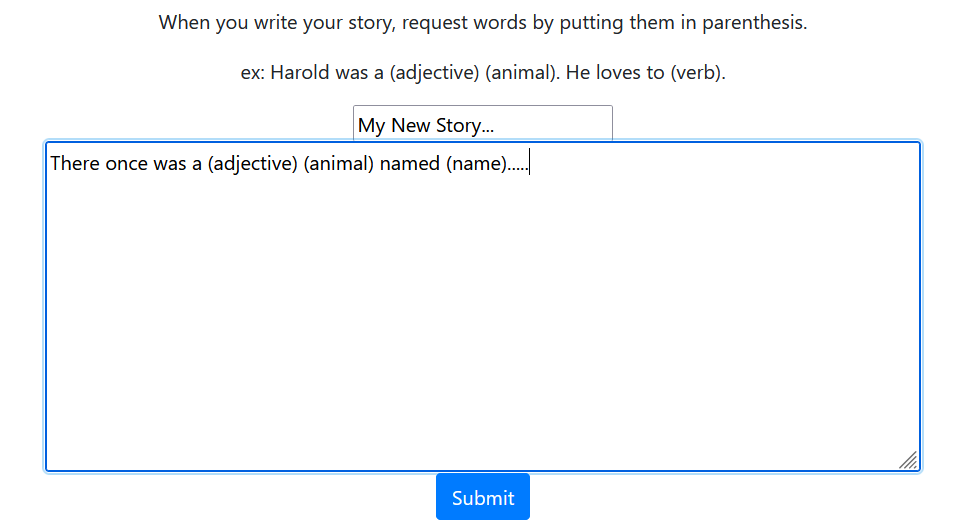 When you write your story, request words by putting them in parenthesis.
ex: Harold was a (adjective) (animal). He loves to (verb).
My New Story...
There once was a (adjective) (animal) named (name).....
Submit